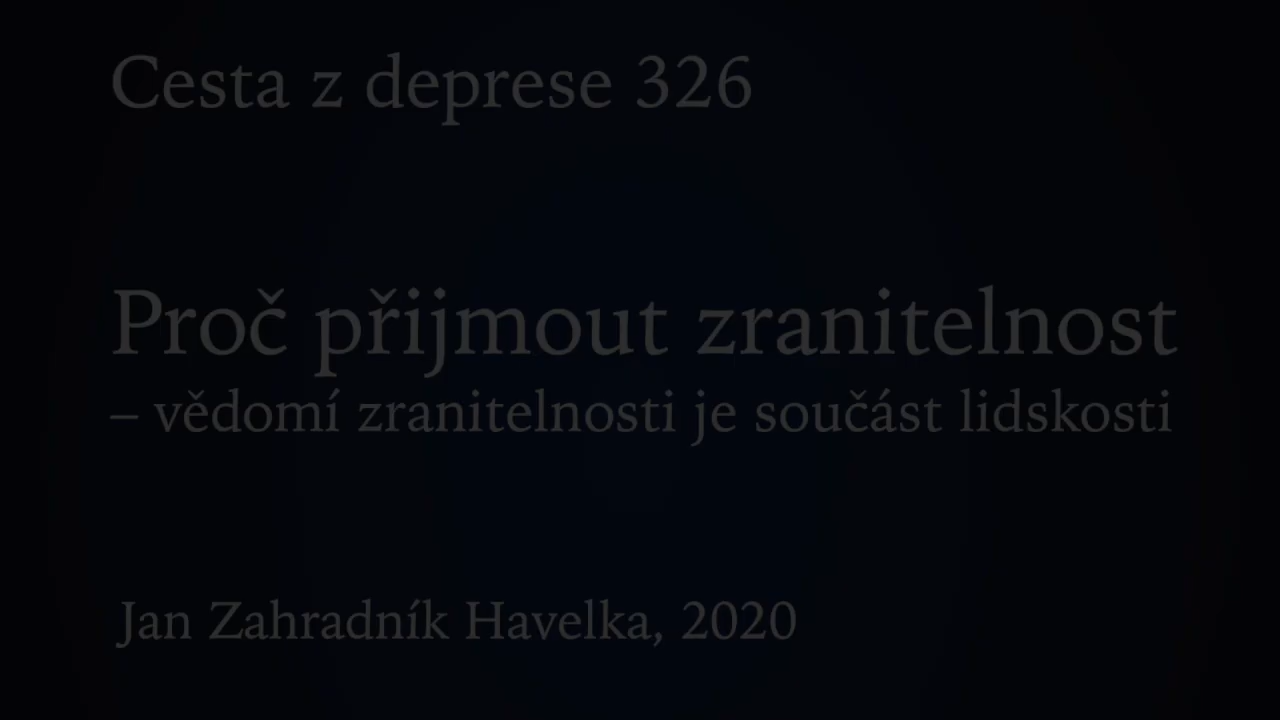 Cesta z deprese 326
Proč přijmout zranitelnost
– vědomí zranitelnosti je součást lidskosti
Jan Zahradník Havelka, 2020